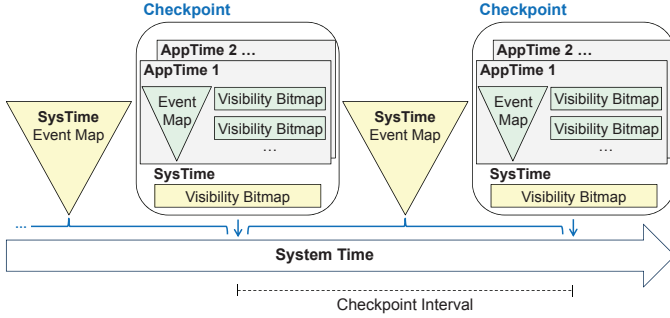 Checkpoint
Checkpoint
AppTime 2 ...
AppTime 1
Event
Map
Visibility Bitmap
Visibility Bitmap
...
SysTime
Visibility Bitmap
SysTime
Event Map
SysTime
Event Map
AppTime 2 ...
AppTime 1
Event
Map
Visibility Bitmap
Visibility Bitmap
...
SysTime
Visibility Bitmap
...
System Time
Checkpoint Interval